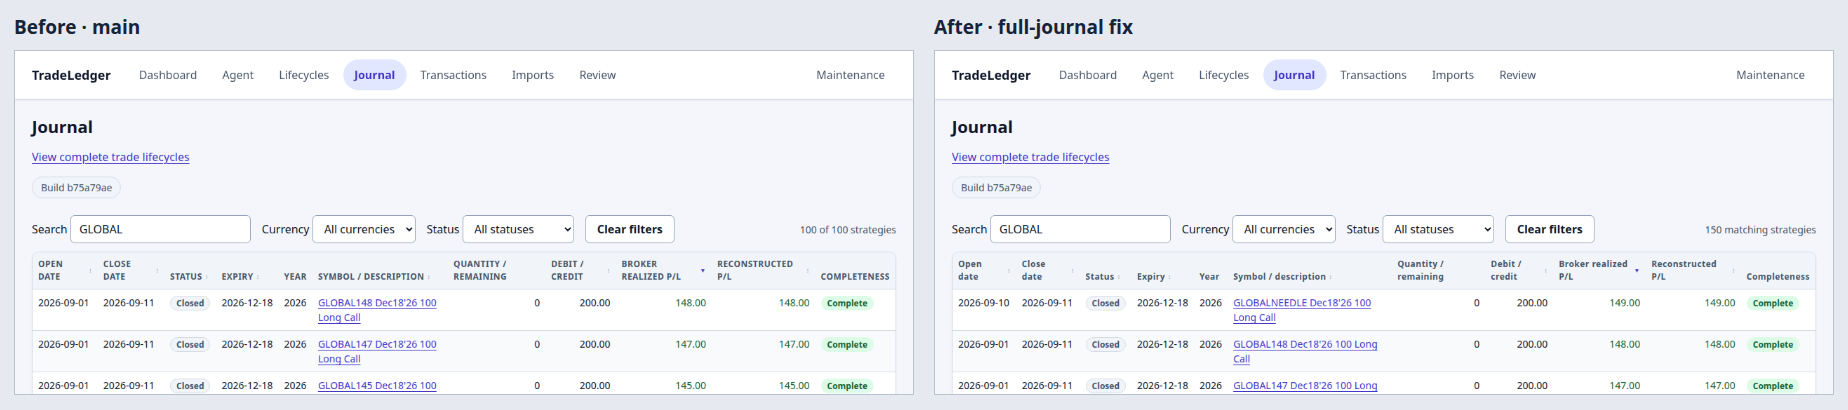 Before · main
TradeLedger Dashboard Agent Lifecycles Journal Transactions Imports Review Maintenance
Journal
View complete trade lifecycles
Build b75a79ae
Search GLOBAL Currency All currencies Status All statuses Clear filters 100 of 100 strategies
OPEN DATE CLOSE DATE STATUS EXPIRY YEAR SYMBOL / DESCRIPTION QUANTITY / REMAINING DEBIT / CREDIT BROKER REALIZED P/L RECONSTRUCTED P/L COMPLETENESS
2026-09-01 2026-09-11 Closed 2026-12-18 2026 GLOBAL148 Dec18'26 100 0 200.00 148.00 148.00 Complete
Long Call
2026-09-01 2026-09-11 Closed 2026-12-18 2026 GLOBAL147 Dec18'26 100 0 200.00 147.00 147.00 Complete
Long Call
2026-09-01 2026-09-11 Closed 2026-12-18 2026 GLOBAL145 Dec18'26 100 0 200.00 145.00 145.00 Complete
After · full-journal fix
TradeLedger Dashboard Agent Lifecycles Journal Transactions Imports Review Maintenance
Journal
View complete trade lifecycles
Build b75a79ae
Search GLOBAL Currency All currencies Status All statuses Clear filters 150 matching strategies
Open date Close date Status Expiry Year Symbol / description Quantity / remaining Debit / credit Broker realized P/L Reconstructed P/L Completeness
2026-09-10 2026-09-11 Closed 2026-12-18 2026 GLOBALNEEDLE Dec18'26 100 0 200.00 149.00 149.00 Complete
Long Call
2026-09-01 2026-09-11 Closed 2026-12-18 2026 GLOBAL148 Dec18'26 100 Long 0 200.00 148.00 148.00 Complete
Call
2026-09-01 2026-09-11 Closed 2026-12-18 2026 GLOBAL147 Dec18'26 100 Long 0 200.00 147.00 147.00 Complete